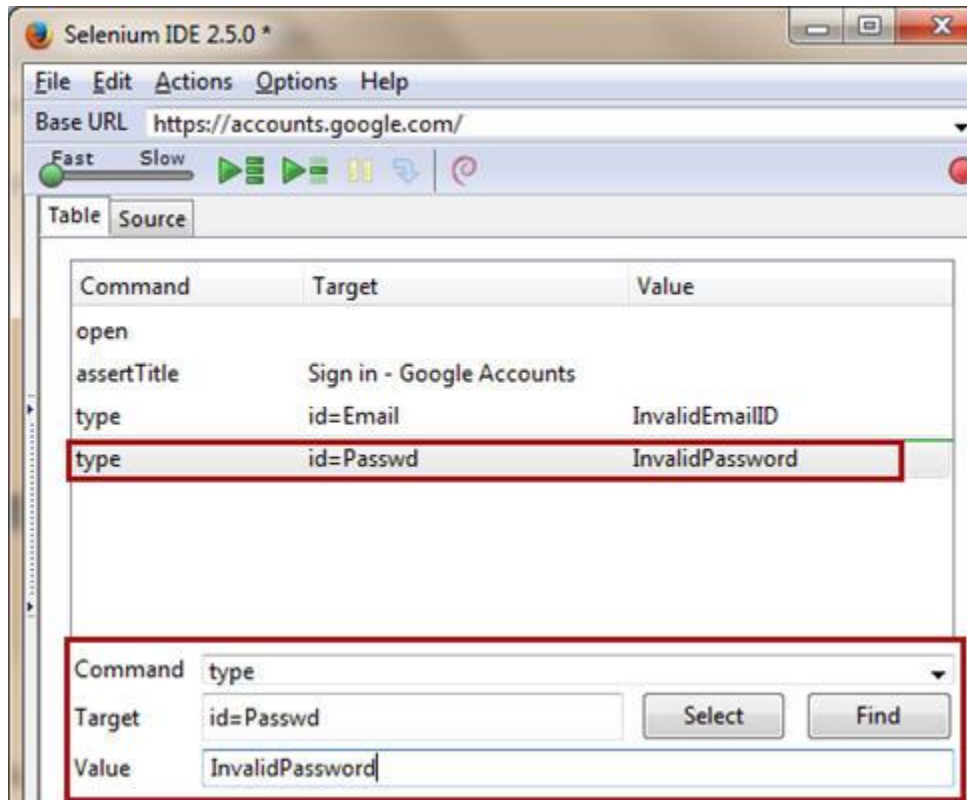 Selenium IDE 2.5.0 *
File Edit Actions Options Help
Base URL https://accounts.google.com/
Fast Slow
Table Source
Command Target Value
open
assertTitle Sign in - Google Accounts
type id=Email InvalidEmailID
type id=Passwd InvalidPassword
Command type
Target id=Passwd Select Find
Value InvalidPassword